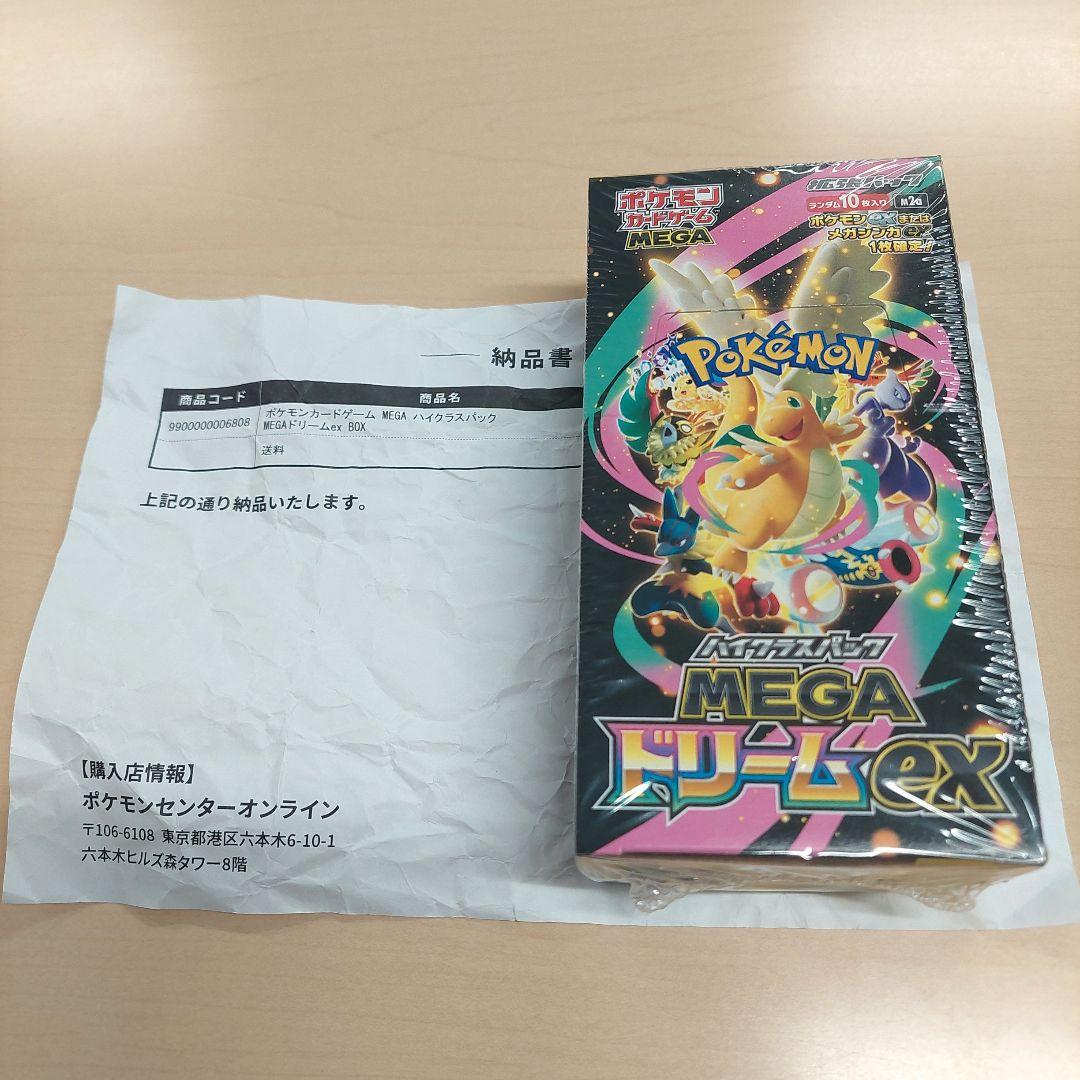 納品書
商品コード 商品名
9900000006808 ポケモンカードゲーム MEGA ハイクラスパック
MEGAドリームex BOX
送料
上記の通り納品いたします。
【購入店情報】
ポケモンセンターオンライン
〒106-6108 東京都港区六本木6-10-1
六本木ヒルズ森タワー8階
ポケモン
カードゲーム
MEGA
拡張パック
ランダム10枚入り M2a
ポケモンexまたは
メガシンカex
1枚確定!
POKéMON
ハイクラスパック
MEGA
ドリームex